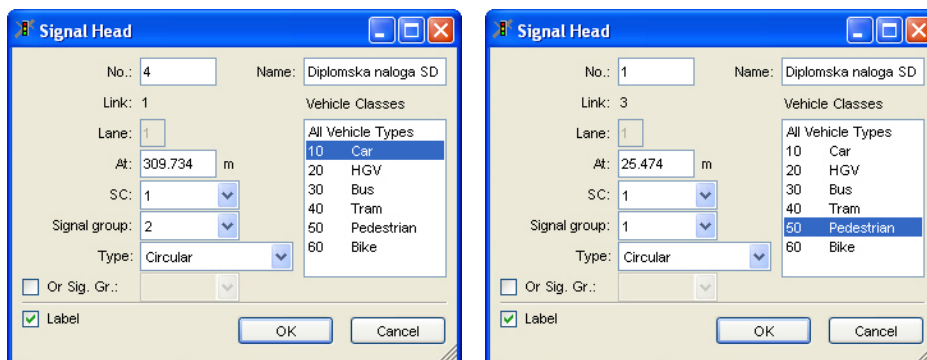 Signal Head
No.: 4 Name: Diplomska naloga SD
Link: 1 Vehicle Classes
Lane: 1 All Vehicle Types
10 Car
At: 309.734 m 20 HGV
SC: 1 30 Bus
40 Tram
Signal group: 2 50 Pedestrian
60 Bike
Type: Circular
Or Sig. Gr.:
Label
OK Cancel
Signal Head
No.: 1 Name: Diplomska naloga SD
Link: 3 Vehicle Classes
Lane: 1 All Vehicle Types
10 Car
At: 25.474 m 20 HGV
SC: 1 30 Bus
40 Tram
Signal group: 1 50 Pedestrian
60 Bike
Type: Circular
Or Sig. Gr.:
Label
OK Cancel